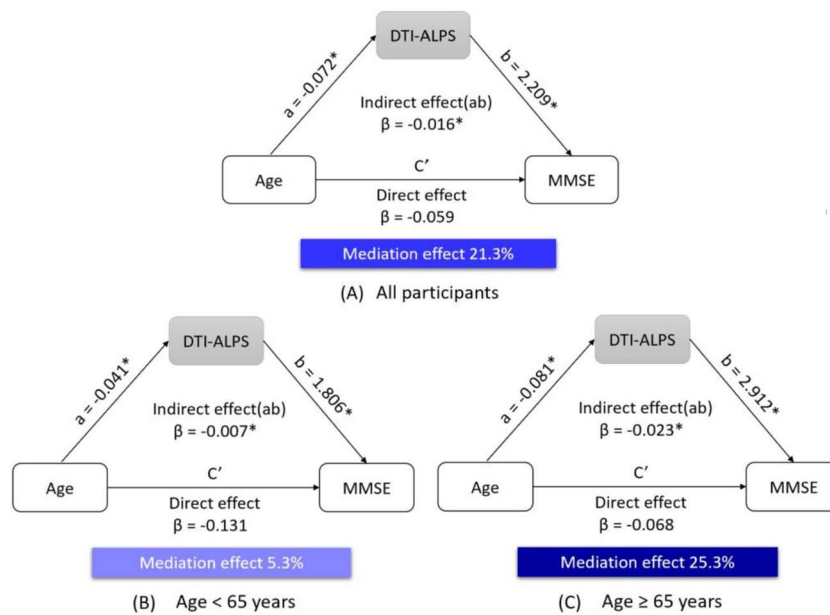 DTI-ALPS
a = -0.072*
b = 2.209*
Indirect effect(ab)
β = -0.016*
Age
C′
MMSE
Direct effect
β = -0.059
Mediation effect 21.3%
(A) All participants
DTI-ALPS
a = -0.041*
b = 1.806*
Indirect effect(ab)
β = -0.007*
Age
C′
MMSE
Direct effect
β = -0.131
Mediation effect 5.3%
(B) Age < 65 years
DTI-ALPS
a = -0.081*
b = 2.912*
Indirect effect(ab)
β = -0.023*
Age
C′
MMSE
Direct effect
β = -0.068
Mediation effect 25.3%
(C) Age ≥ 65 years